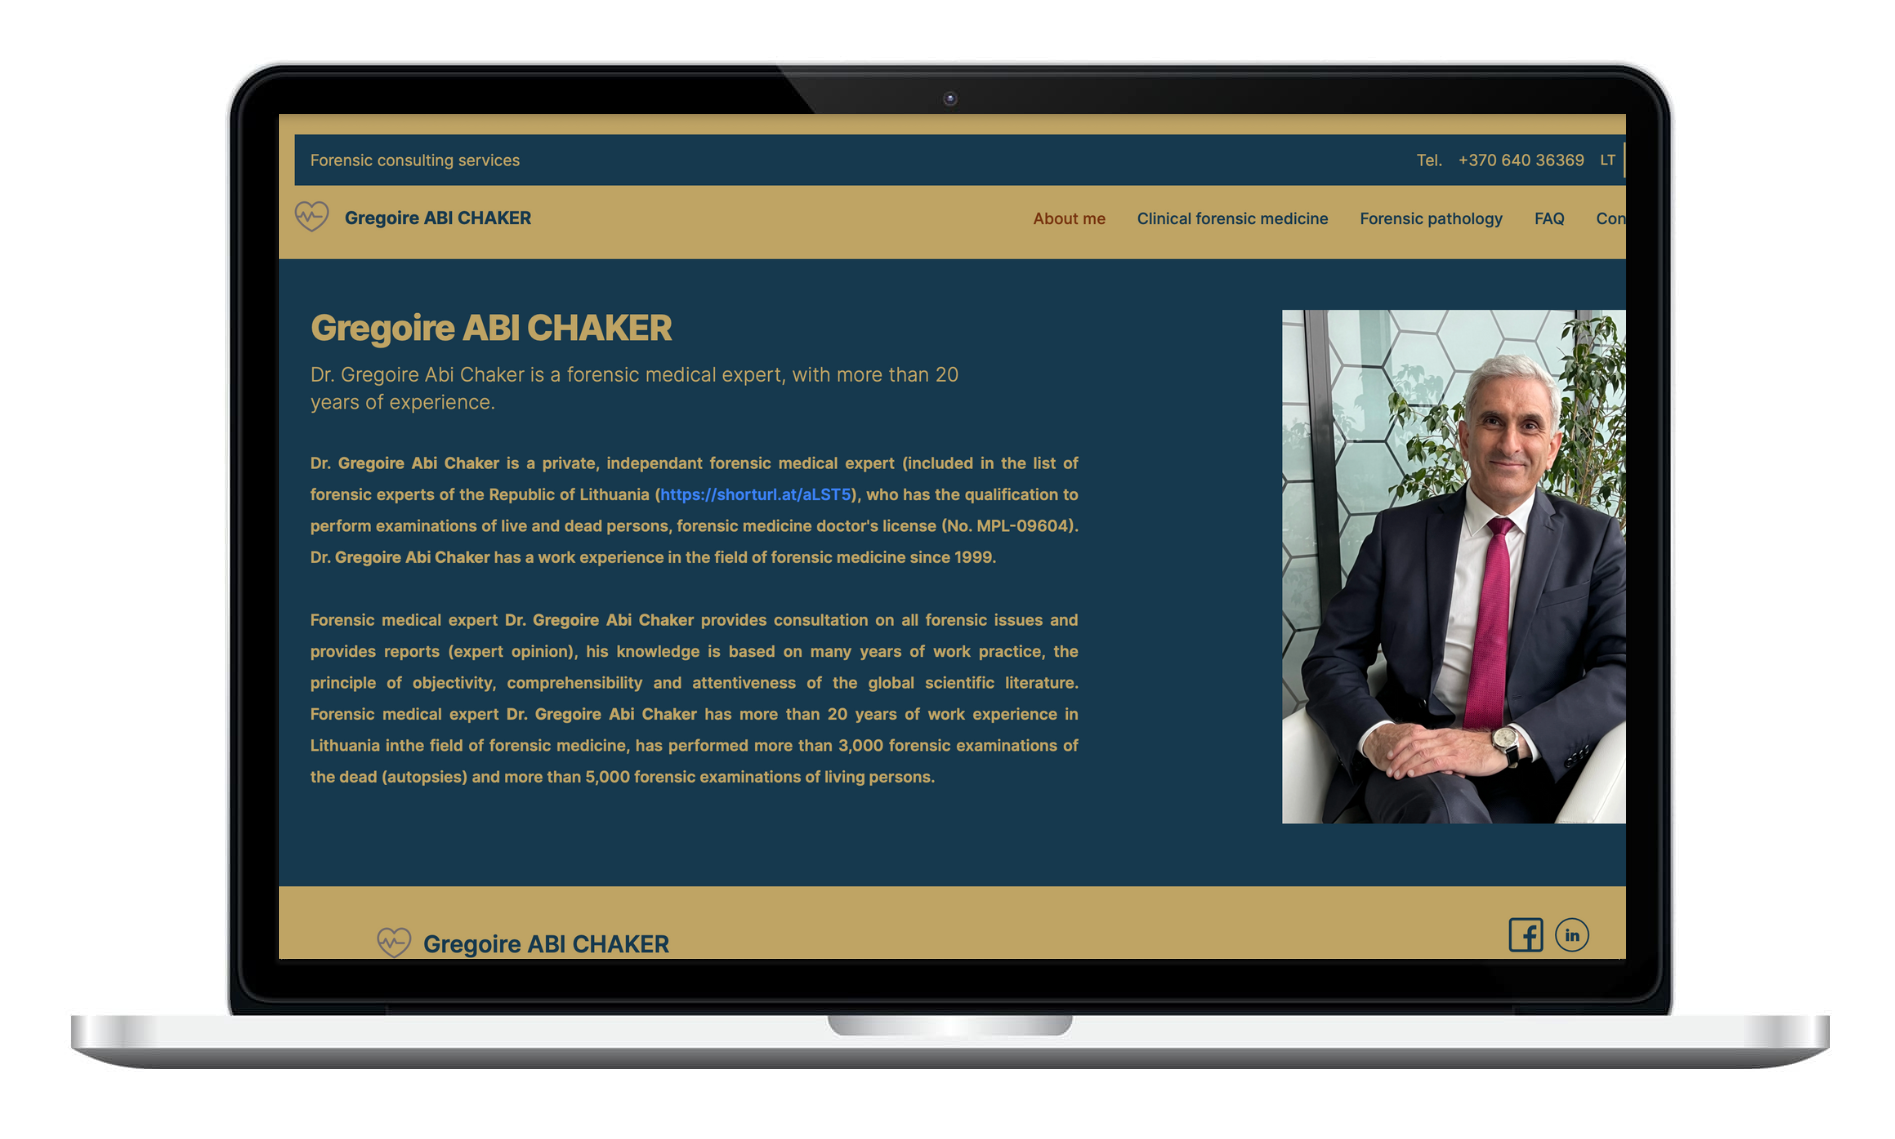 Forensic consulting services
Tel. +370 640 36369 LT
Gregoire ABI CHAKER
About me Clinical forensic medicine Forensic pathology FAQ Con
Gregoire ABI CHAKER
Dr. Gregoire Abi Chaker is a forensic medical expert, with more than 20
years of experience.
Dr. Gregoire Abi Chaker is a private, independant forensic medical expert (included in the list of
forensic experts of the Republic of Lithuania (https://shorturl.at/aLST5), who has the qualification to
perform examinations of live and dead persons, forensic medicine doctor's license (No. MPL-09604).
Dr. Gregoire Abi Chaker has a work experience in the field of forensic medicine since 1999.
Forensic medical expert Dr. Gregoire Abi Chaker provides consultation on all forensic issues and
provides reports (expert opinion), his knowledge is based on many years of work practice, the
principle of objectivity, comprehensibility and attentiveness of the global scientific literature.
Forensic medical expert Dr. Gregoire Abi Chaker has more than 20 years of work experience in
Lithuania inthe field of forensic medicine, has performed more than 3,000 forensic examinations of
the dead (autopsies) and more than 5,000 forensic examinations of living persons.
Gregoire ABI CHAKER
f in